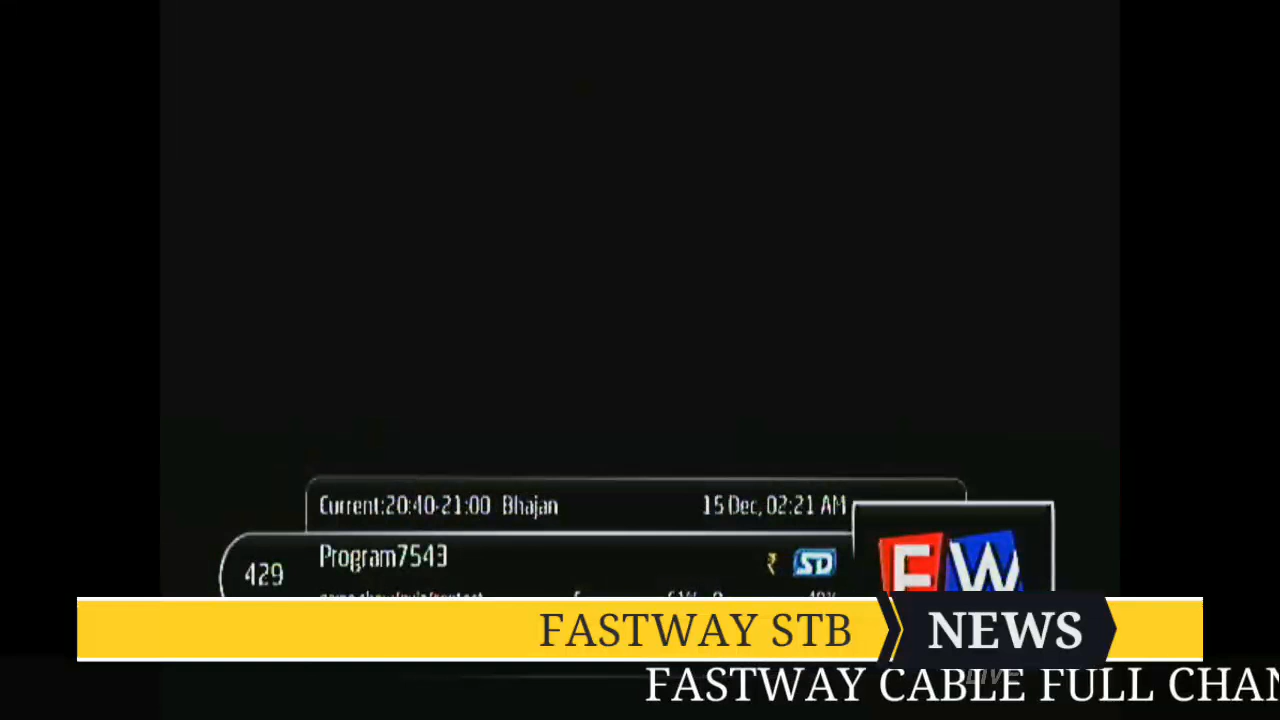 Current:20:40-21:00 Bhajan 15 Dec, 02:21 AM
429 Program7543 ₹ SD
FW
FASTWAY STB NEWS
LIVE
FASTWAY CABLE FULL CHAN